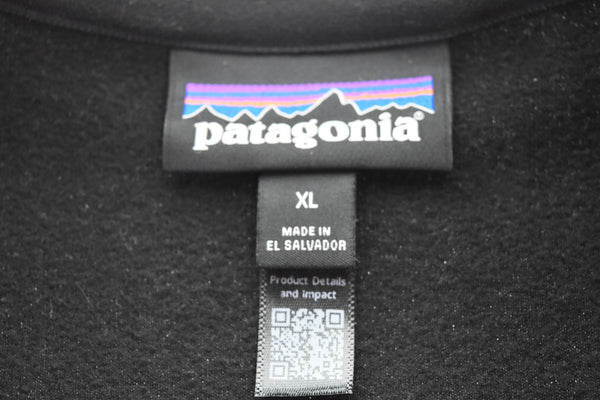 patagonia®
XL
MADE IN
EL SALVADOR
Product Details
and Impact